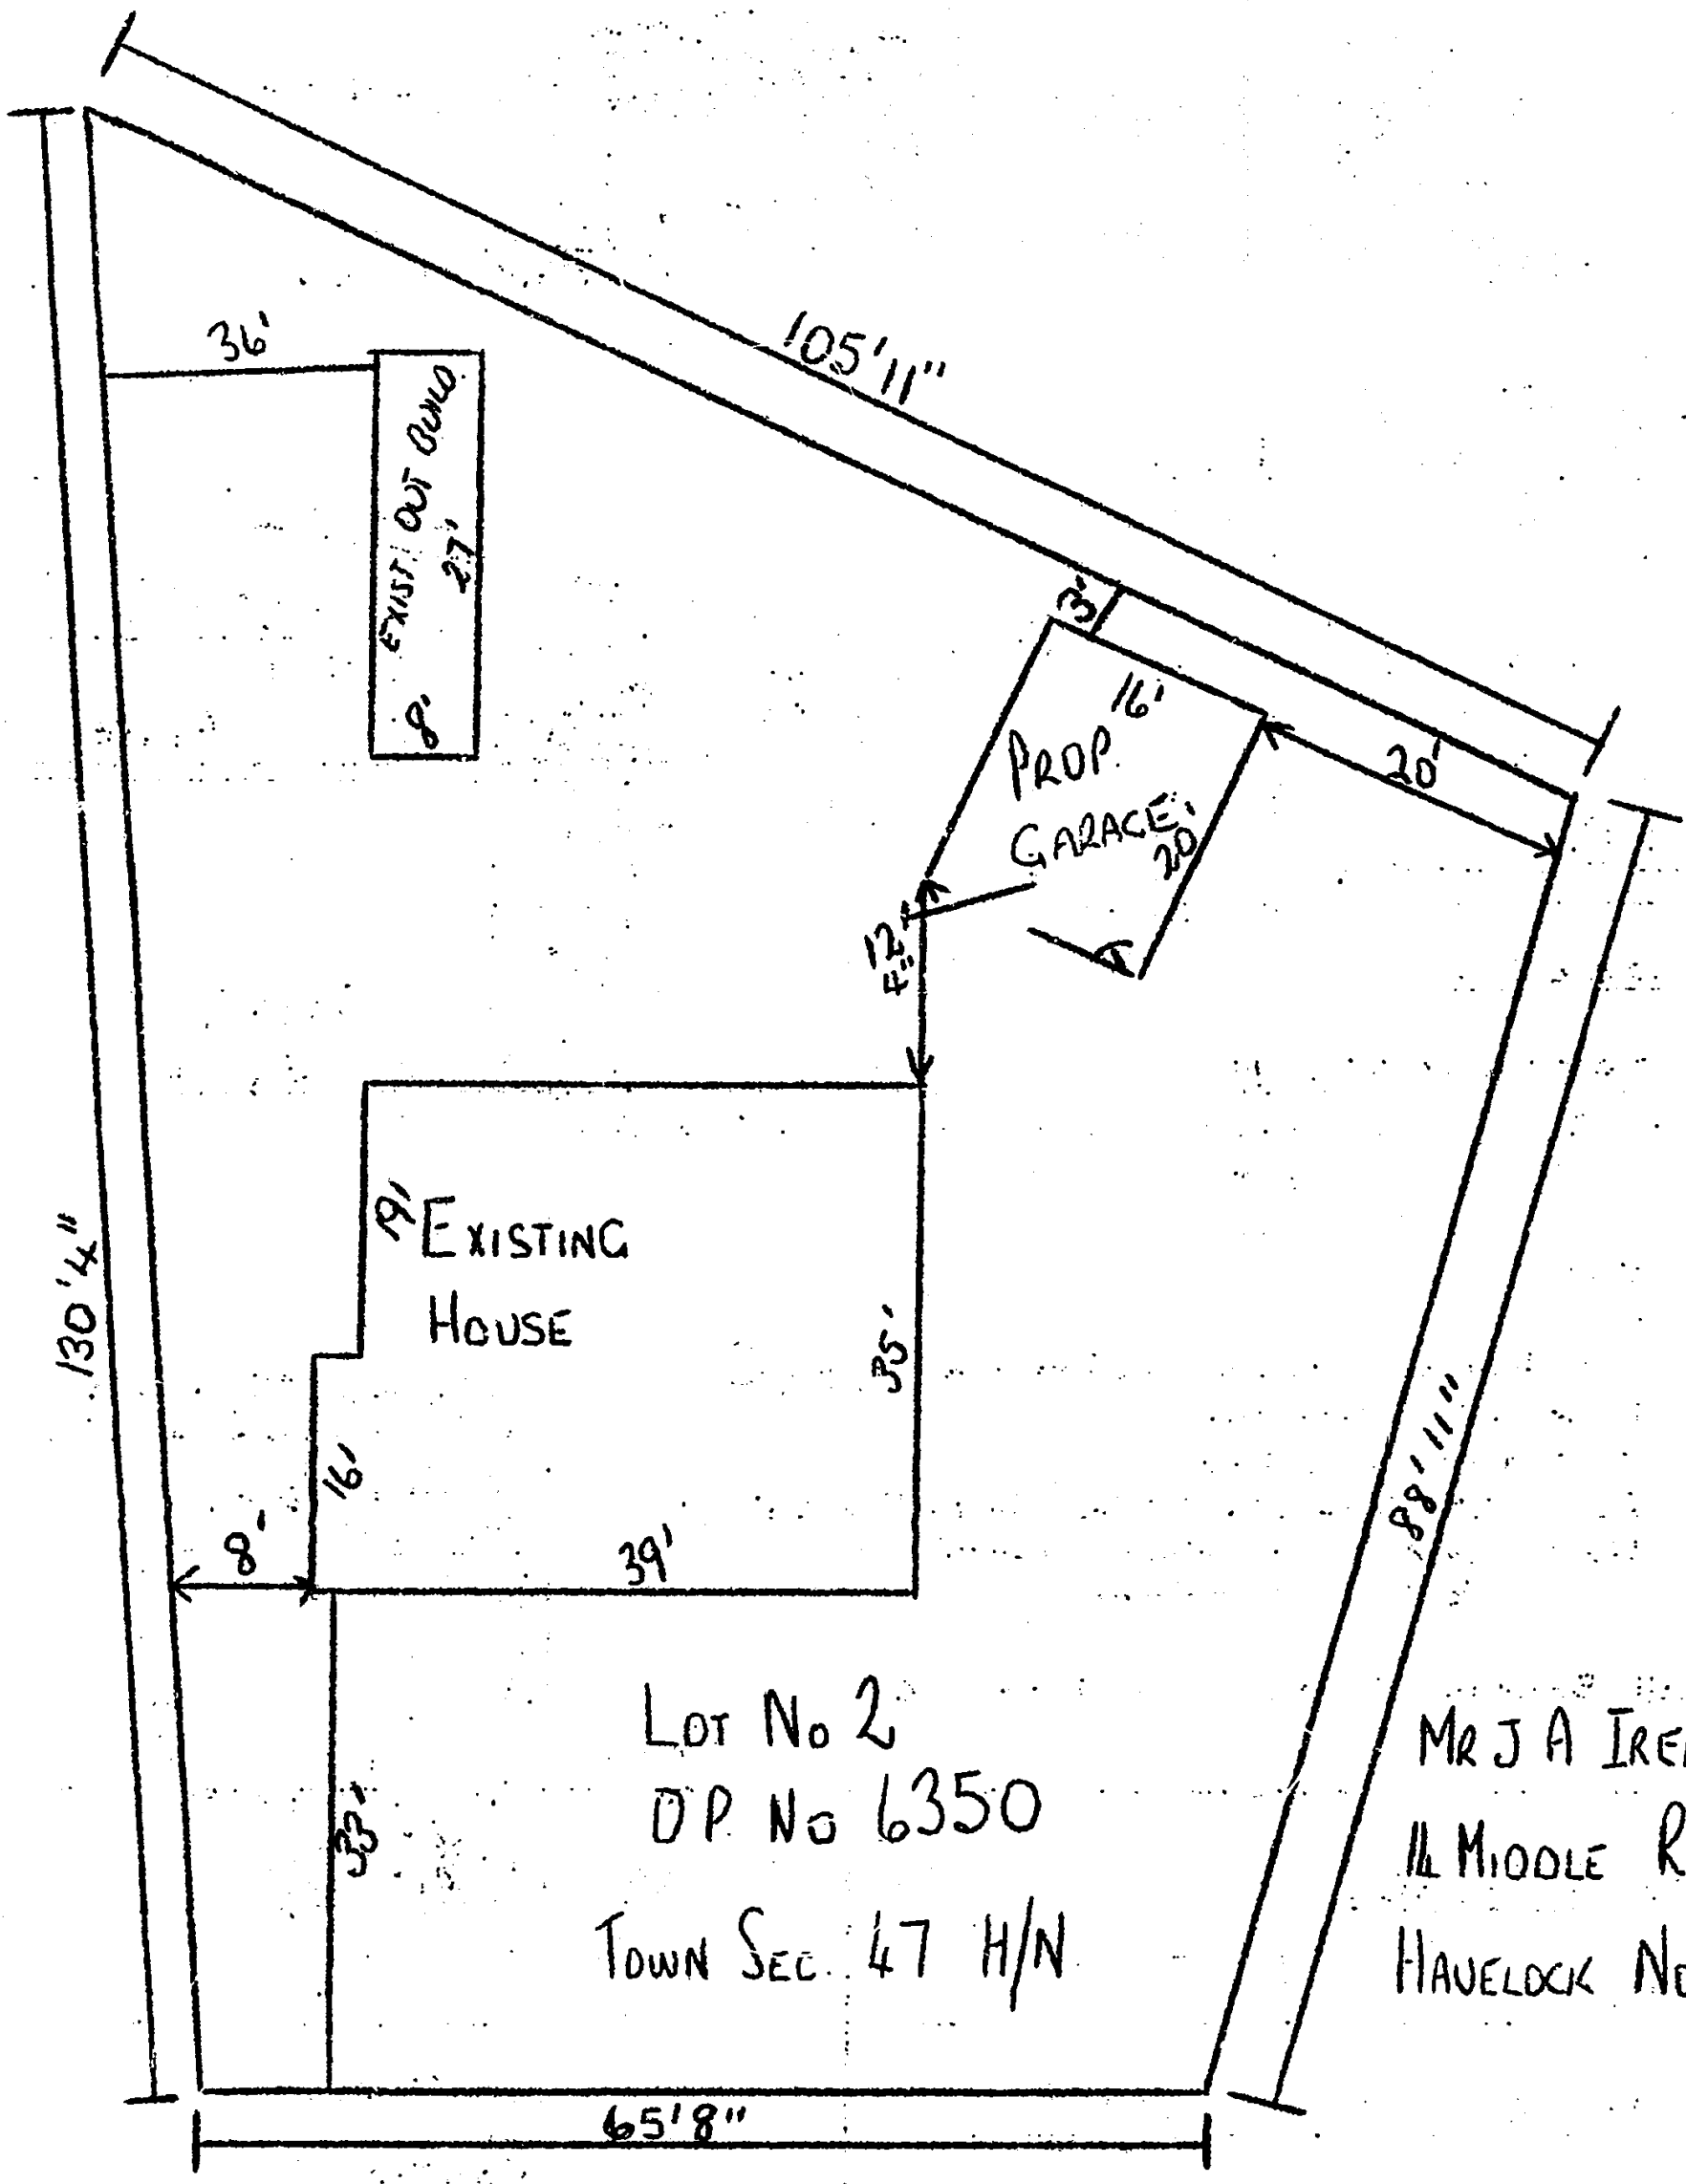 105'11"
36'
EXIST. OUT BUILD
27'
8'
3'
16'
PROP.
GARAGE.
20'
20'
12'
4"
130'4"
19'
EXISTING
HOUSE
35'
16'
8'
39'
88'11"
33'
LOT No 2
DP. No 6350
TOWN SEC. 47 H/N
MR J A
14 MIDDLE
HAVELOCK
65'8"